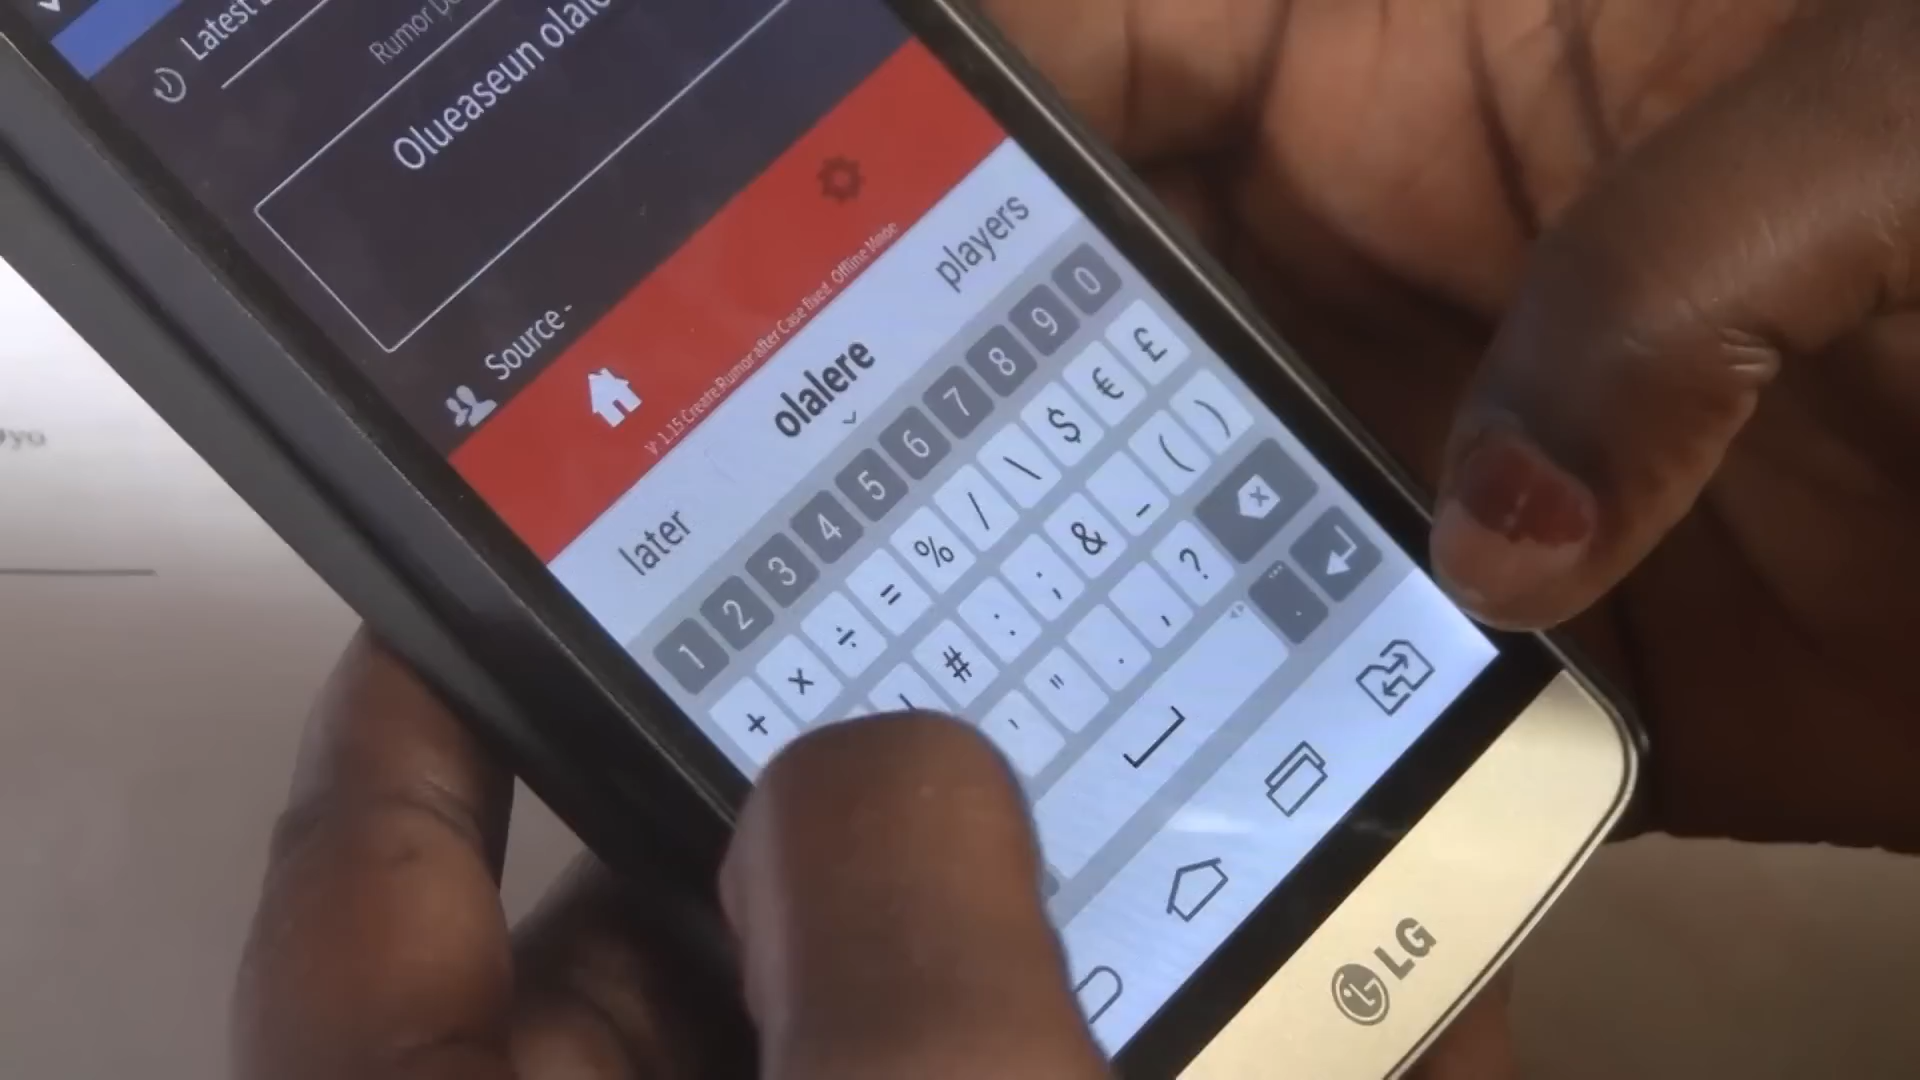 Latest
Rumor
Olueaseun olale
Source -
V 1.15 Create Rumor after Case fixed. Offline Mode
later olalere players
1 2 3 4 5 6 7 8 9 0
+ × ÷ = % / \ $ € £
! # : ; & _ ( )
' " . , ?
LG